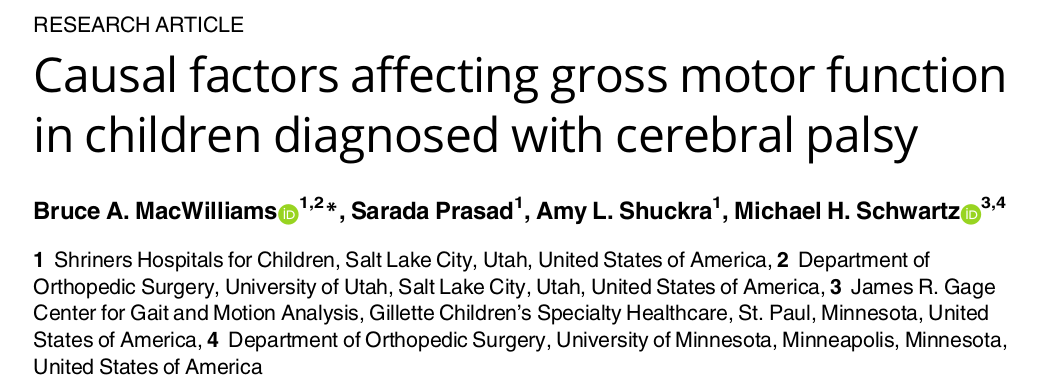 RESEARCH ARTICLE
Causal factors affecting gross motor function
in children diagnosed with cerebral palsy
Bruce A. MacWilliams iD 1,2*, Sarada Prasad1, Amy L. Shuckra1, Michael H. Schwartz iD 3,4
1 Shriners Hospitals for Children, Salt Lake City, Utah, United States of America, 2 Department of
Orthopedic Surgery, University of Utah, Salt Lake City, Utah, United States of America, 3 James R. Gage
Center for Gait and Motion Analysis, Gillette Children's Specialty Healthcare, St. Paul, Minnesota, United
States of America, 4 Department of Orthopedic Surgery, University of Minnesota, Minneapolis, Minnesota,
United States of America